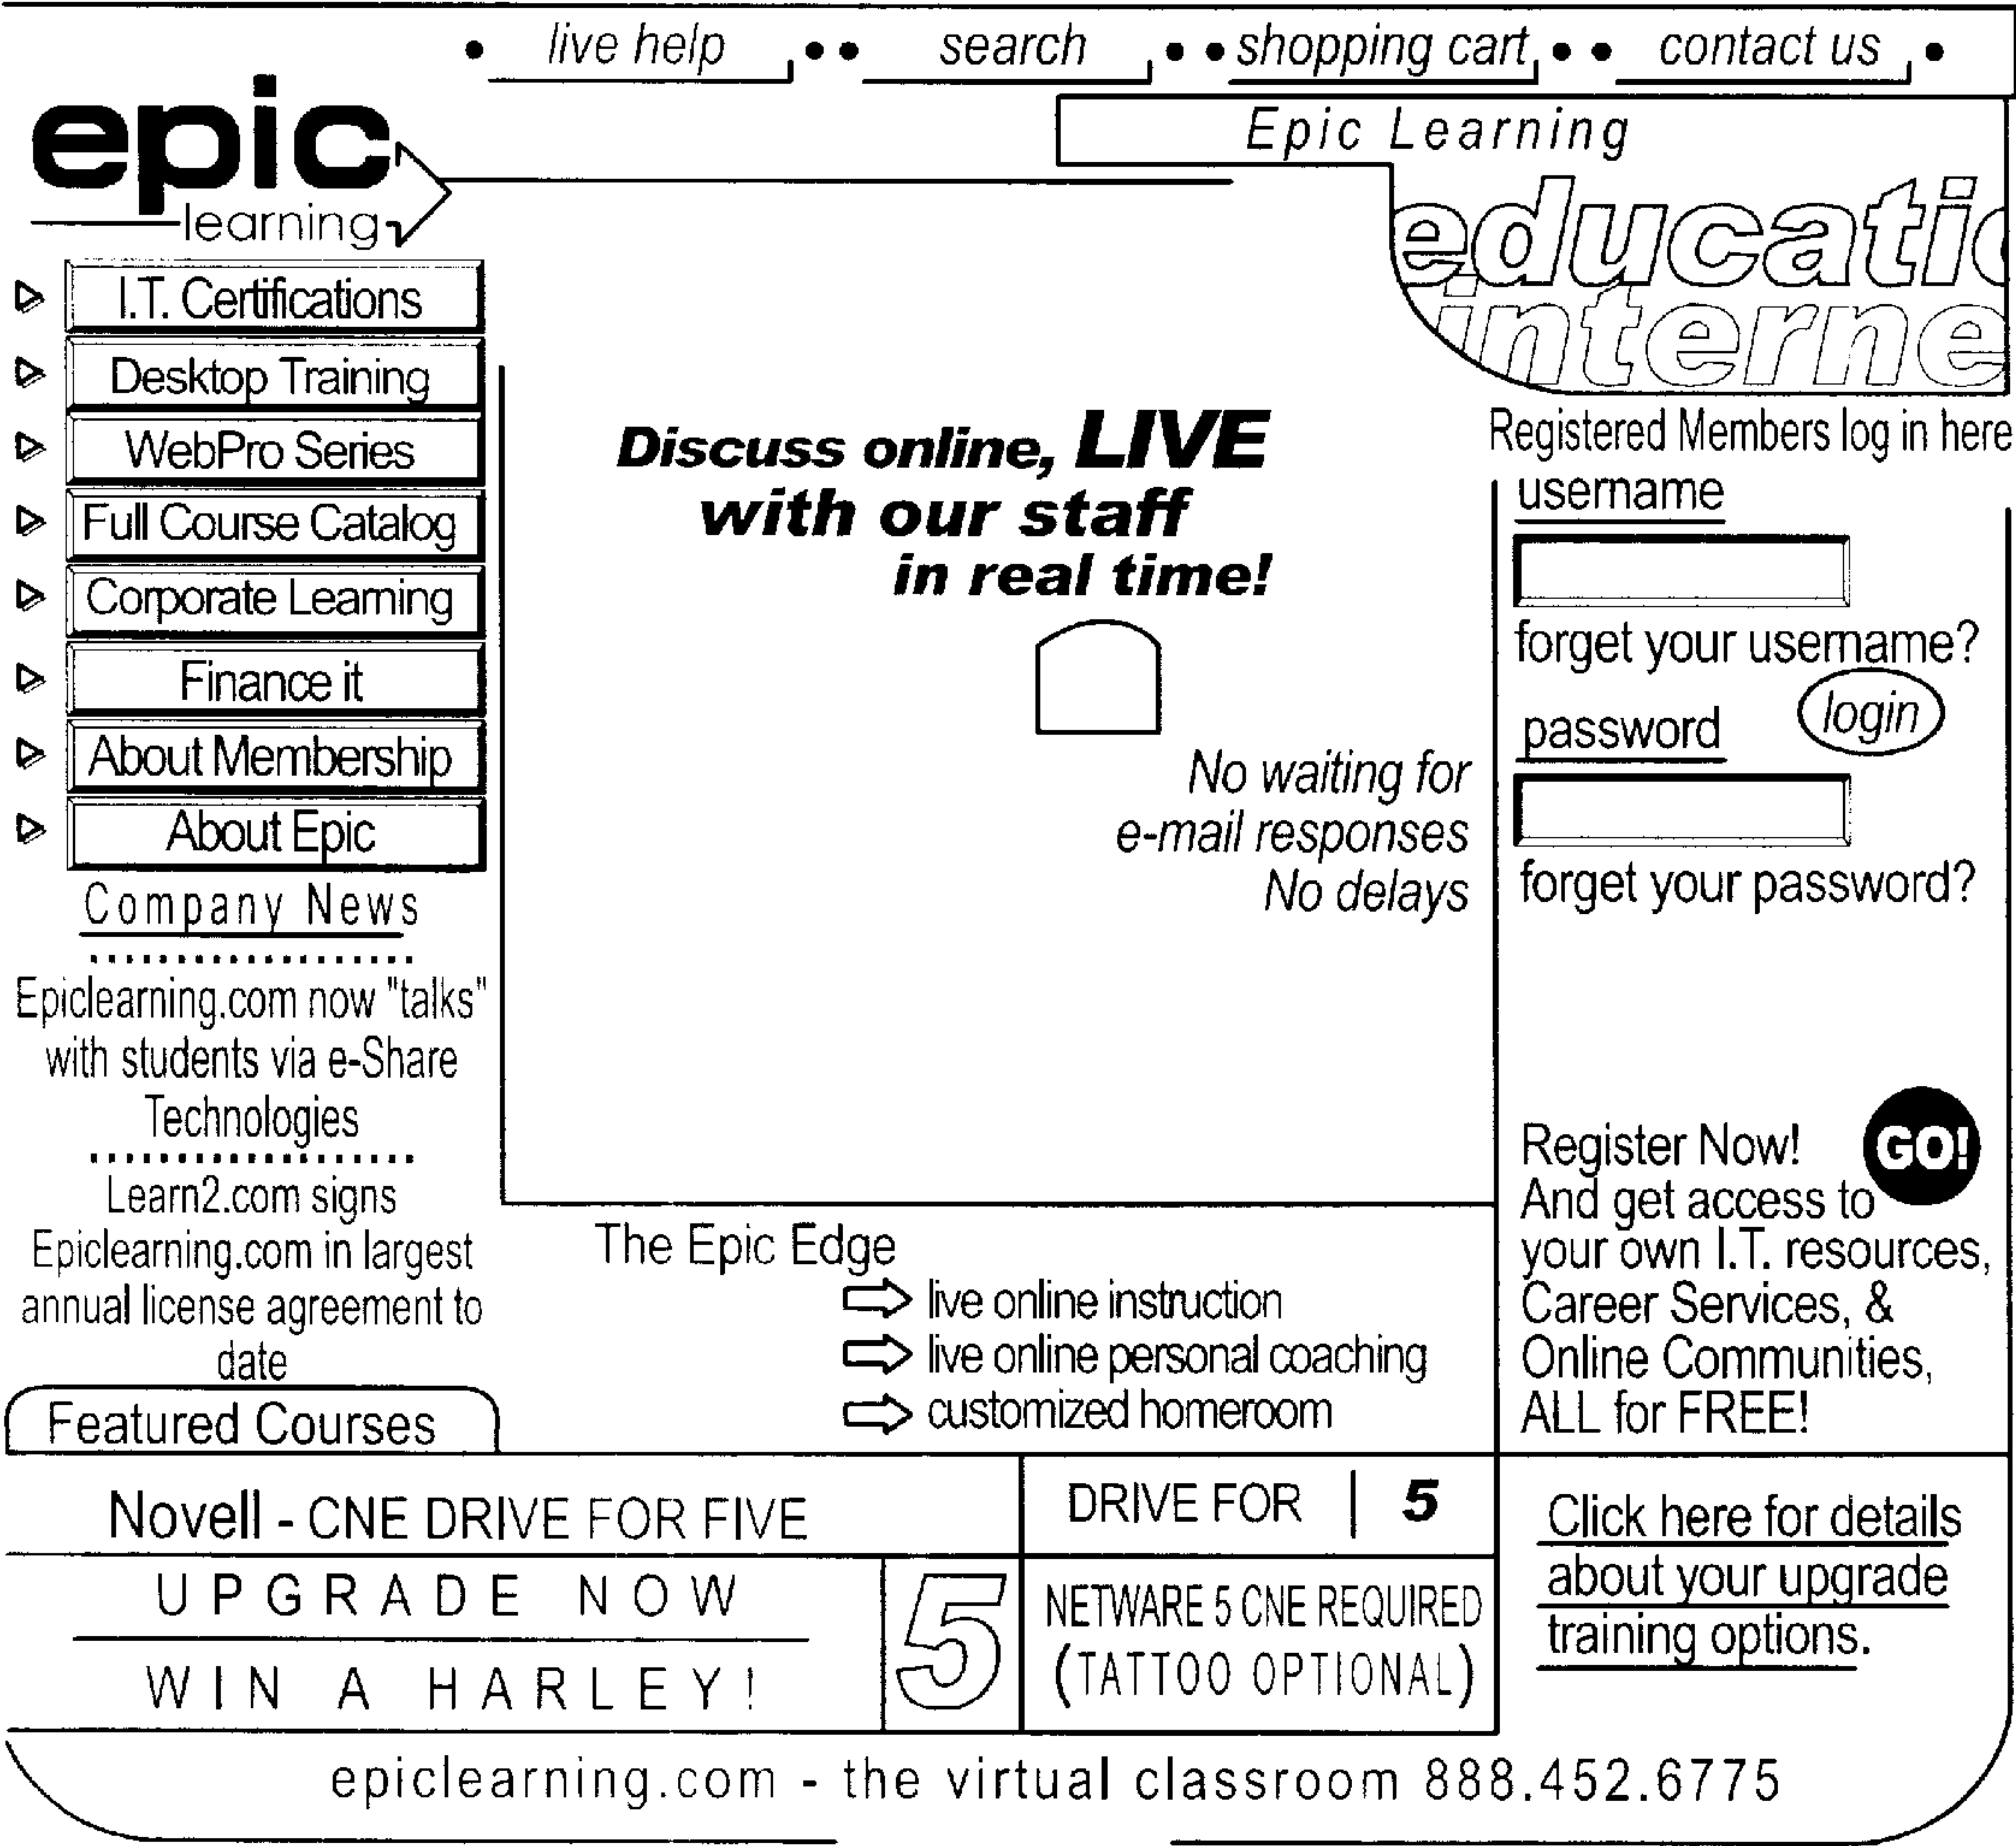 live help
search
shopping cart
contact us
epic
learning
Epic Learning
educatio
interne
I.T. Certifications
Desktop Training
WebPro Series
Full Course Catalog
Corporate Learning
Finance it
About Membership
About Epic
Company News
Epiclearning.com now "talks"
with students via e-Share
Technologies
Learn2.com signs
Epiclearning.com in largest
annual license agreement to
date
Discuss online, LIVE
with our staff
in real time!
No waiting for
e-mail responses
No delays
The Epic Edge
live online instruction
live online personal coaching
customized homeroom
Registered Members log in here
username
forget your username?
password
login
forget your password?
Register Now!
GO!
And get access to
your own I.T. resources,
Career Services, &
Online Communities,
ALL for FREE!
Featured Courses
Novell - CNE DRIVE FOR FIVE
UPGRADE NOW
WIN A HARLEY!
5
DRIVE FOR | 5
NETWARE 5 CNE REQUIRED
(TATTOO OPTIONAL)
Click here for details
about your upgrade
training options.
epiclearning.com - the virtual classroom 888.452.6775